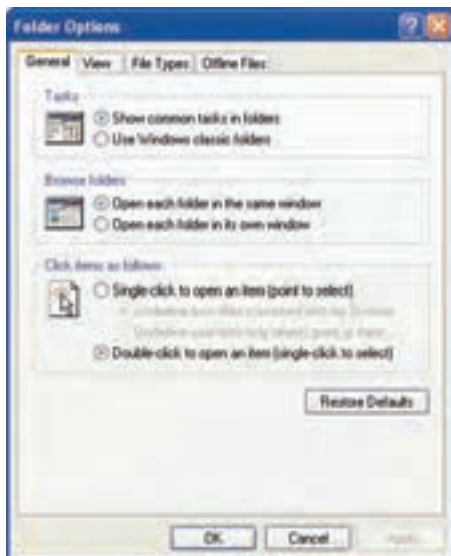 Folder Options
General View File Types Offline Files
Tasks
Show common tasks in folders
Use Windows classic folders
Browse folders
Open each folder in the same window
Open each folder in its own window
Click items as follows
Single-click to open an item (point to select)
Double-click to open an item (single-click to select)
Restore Defaults
OK Cancel Apply